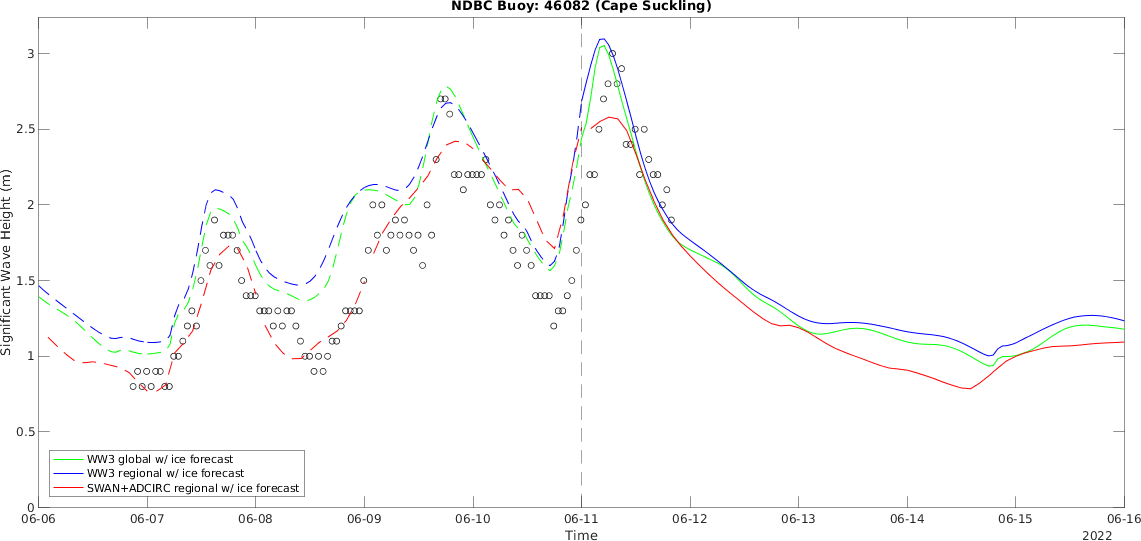 NDBC Buoy: 46082 (Cape Suckling)
Significant Wave Height (m)
3
2.5
2
1.5
1
0.5
0
WW3 global w/ ice forecast
WW3 regional w/ ice forecast
SWAN+ADCIRC regional w/ ice forecast
06-06 06-07 06-08 06-09 06-10 06-11 06-12 06-13 06-14 06-15 06-16
Time
2022